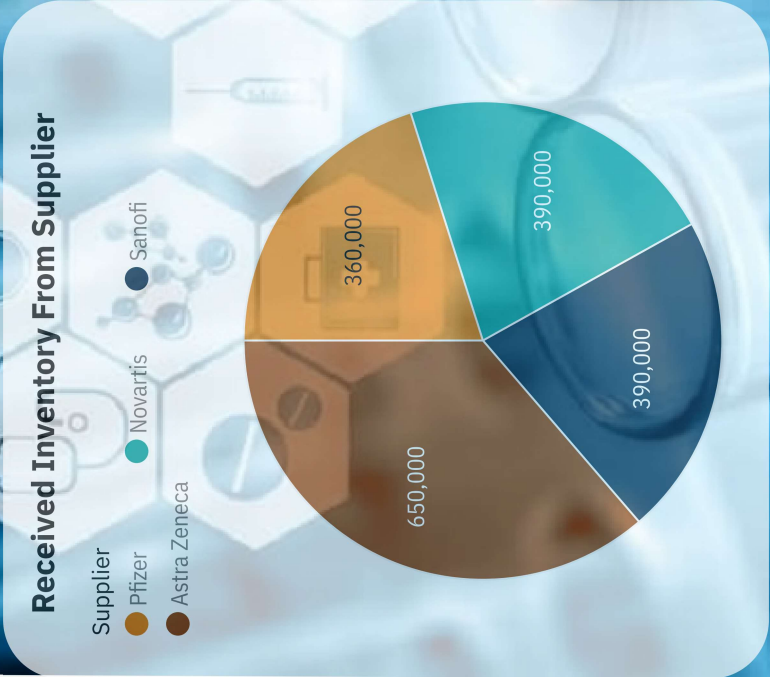 Received Inventory From Supplier
Supplier
Pfizer Novartis Sanofi
Astra Zeneca
360,000
390,000
390,000
650,000